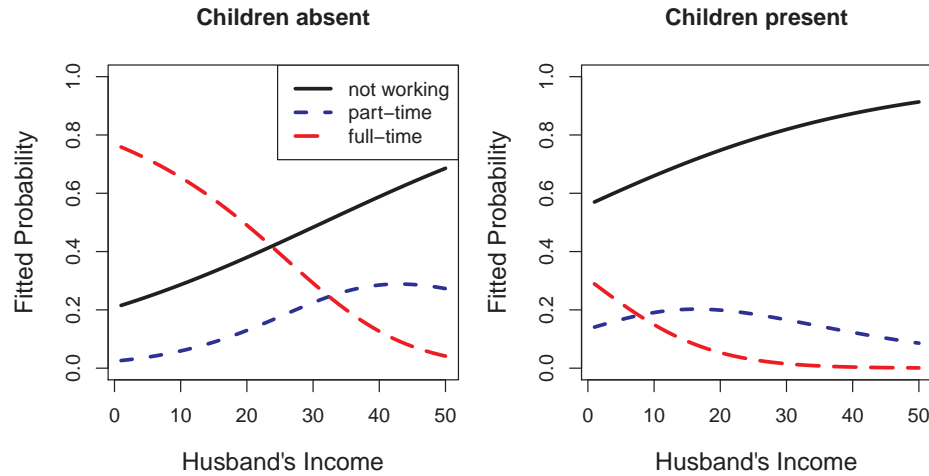 Children absent
Fitted Probability
0.0 0.2 0.4 0.6 0.8 1.0
not working
part−time
full−time
0 10 20 30 40 50
Husband's Income
Children present
Fitted Probability
0.0 0.2 0.4 0.6 0.8 1.0
0 10 20 30 40 50
Husband's Income